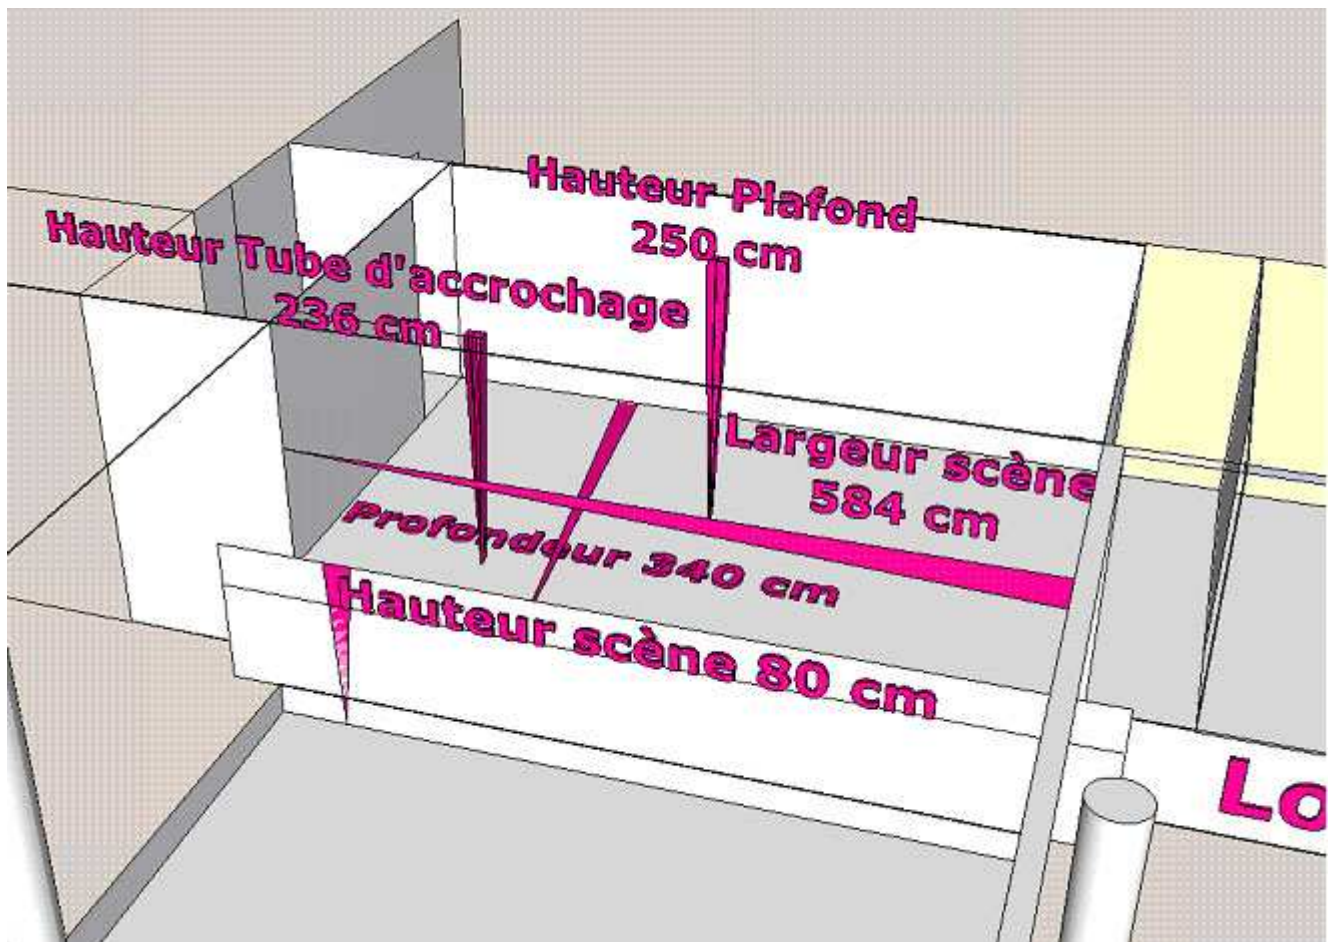 Hauteur Plafond
250 cm
Hauteur Tube d'accrochage
236 cm
Largeur scène
584 cm
Profondeur 340 cm
Hauteur scène 80 cm
Lo